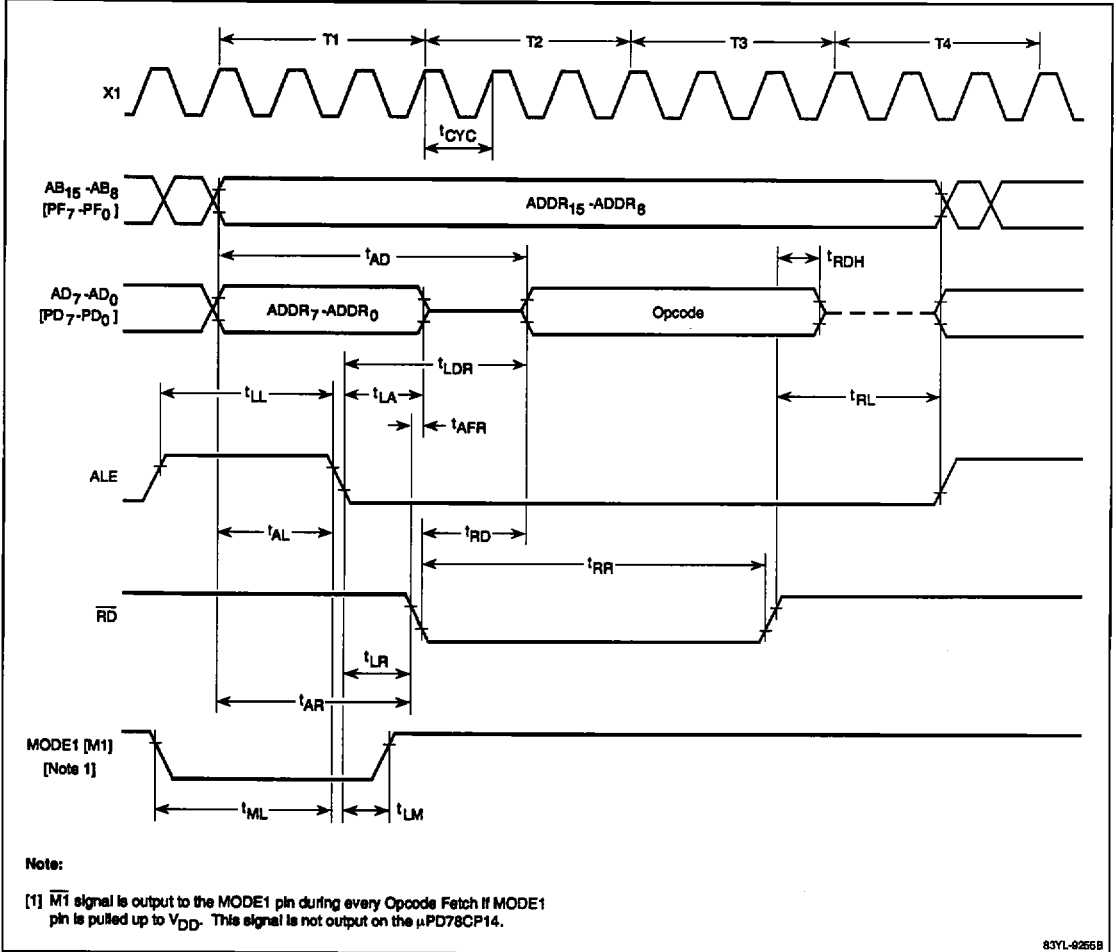 T1 T2 T3 T4
X1
tCYC
AB15 -AB8
[PF7 -PF0 ]
ADDR15 -ADDR8
tAD
tRDH
AD7 -AD0
[PD7 -PD0 ]
ADDR7 -ADDR0
Opcode
tLDR
tLL
tLA
tRL
tAFR
ALE
tAL
tRD
tRR
RD
tLR
tAR
MODE1 [M1]
[Note 1]
tML
tLM
Note:
[1] M1 signal is output to the MODE1 pin during every Opcode Fetch if MODE1
pin is pulled up to VDD. This signal is not output on the µPD78CP14.
83YL-9255B